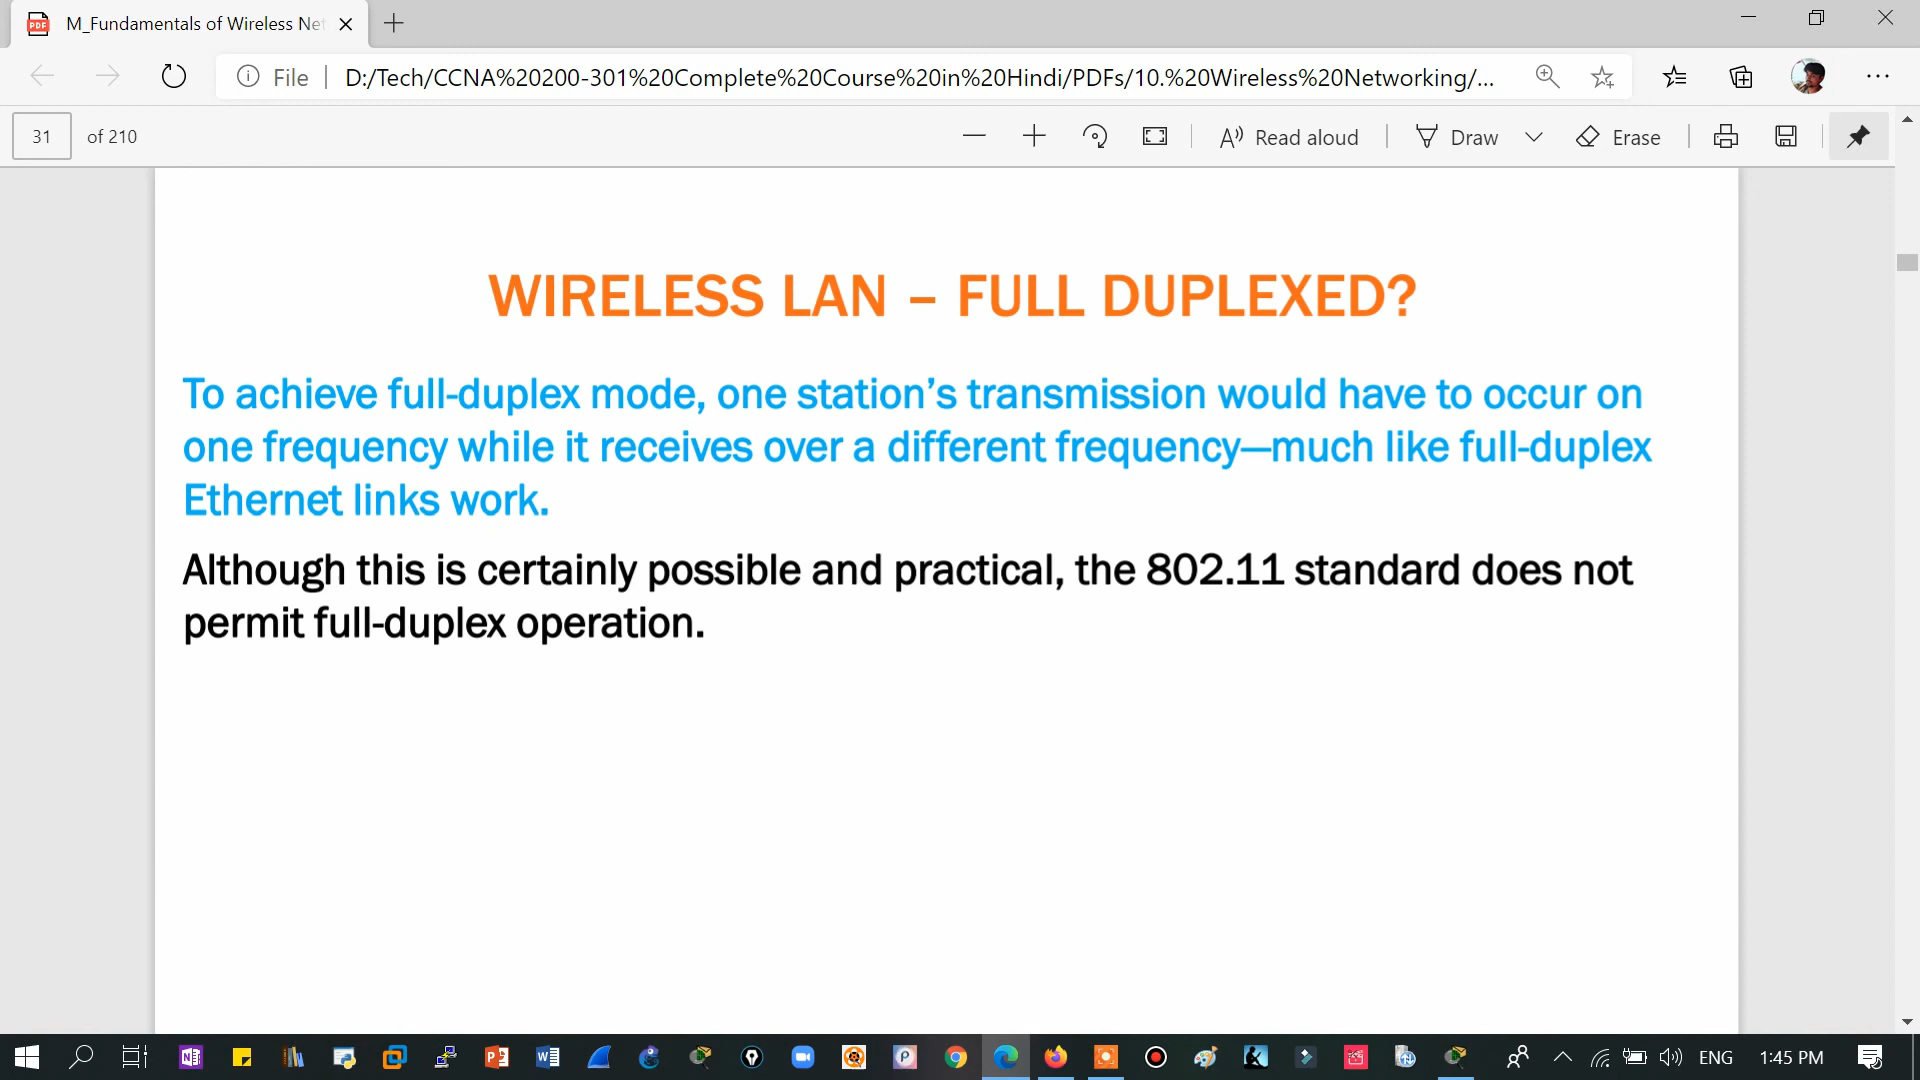 M_Fundamentals of Wireless Net
File
D:/Tech/CCNA%20200-301%20Complete%20Course%20in%20Hindi/PDFs/10.%20Wireless%20Networking/...
31 of 210
Read aloud
Draw
Erase
WIRELESS LAN – FULL DUPLEXED?
To achieve full-duplex mode, one station’s transmission would have to occur on
one frequency while it receives over a different frequency—much like full-duplex
Ethernet links work.
Although this is certainly possible and practical, the 802.11 standard does not
permit full-duplex operation.
ENG
1:45 PM